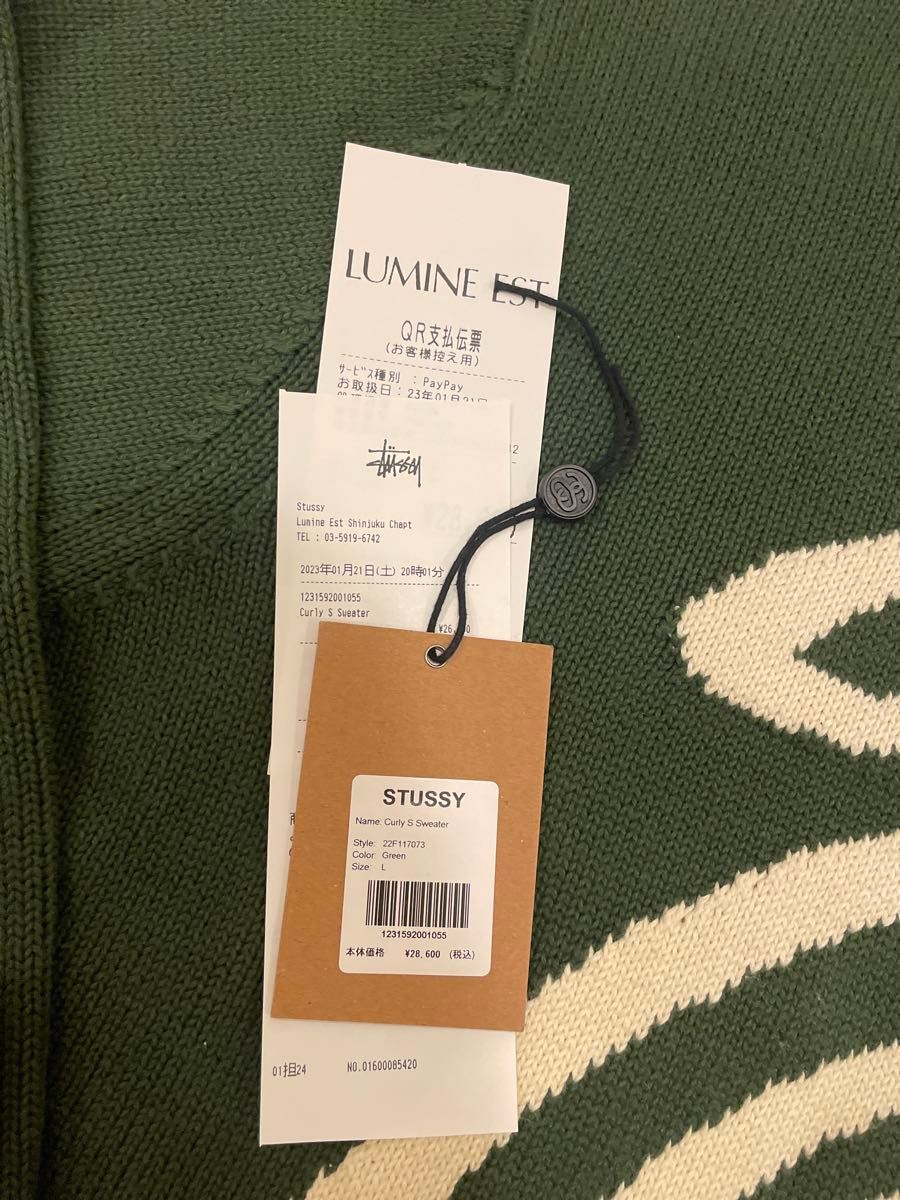 LUMINE EST
QR支払伝票
(お客様控え用)
サービス種別 : PayPay
お取扱日 : 23年01月21日
stüssy
Stussy
Lumine Est Shinjuku Chapt
TEL : 03-5919-6742
2023年01月21日(土) 20時01分
1231592001055
Curly S Sweater
STUSSY
Name: Curly S Sweater
Style: 22F117073
Color: Green
Size: L
1231592001055
本体価格 ¥28,600 (税込)
01担24 NO.01600085420